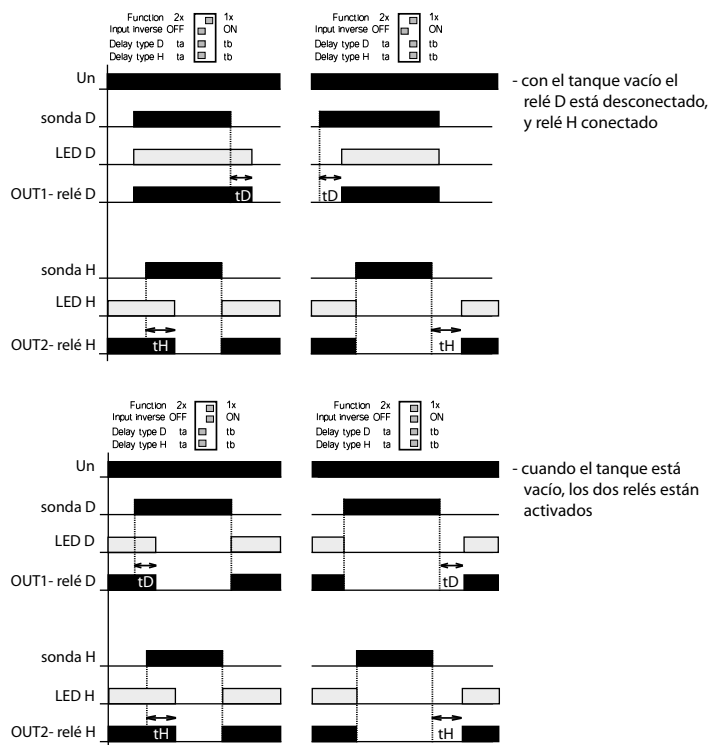 Function 2x 1x
Input inverse OFF ON
Delay type D ta tb
Delay type H ta tb
Function 2x 1x
Input inverse OFF ON
Delay type D ta tb
Delay type H ta tb
Un
- con el tanque vacío el
relé D está desconectado,
y relé H conectado
sonda D
LED D
OUT1- relé D
tD
tD
sonda H
LED H
OUT2- relé H
tH
tH
Function 2x 1x
Input inverse OFF ON
Delay type D ta tb
Delay type H ta tb
Function 2x 1x
Input inverse OFF ON
Delay type D ta tb
Delay type H ta tb
Un
- cuando el tanque está
vacío, los dos relés están
activados
sonda D
LED D
OUT1- relé D
tD
tD
sonda H
LED H
OUT2- relé H
tH
tH